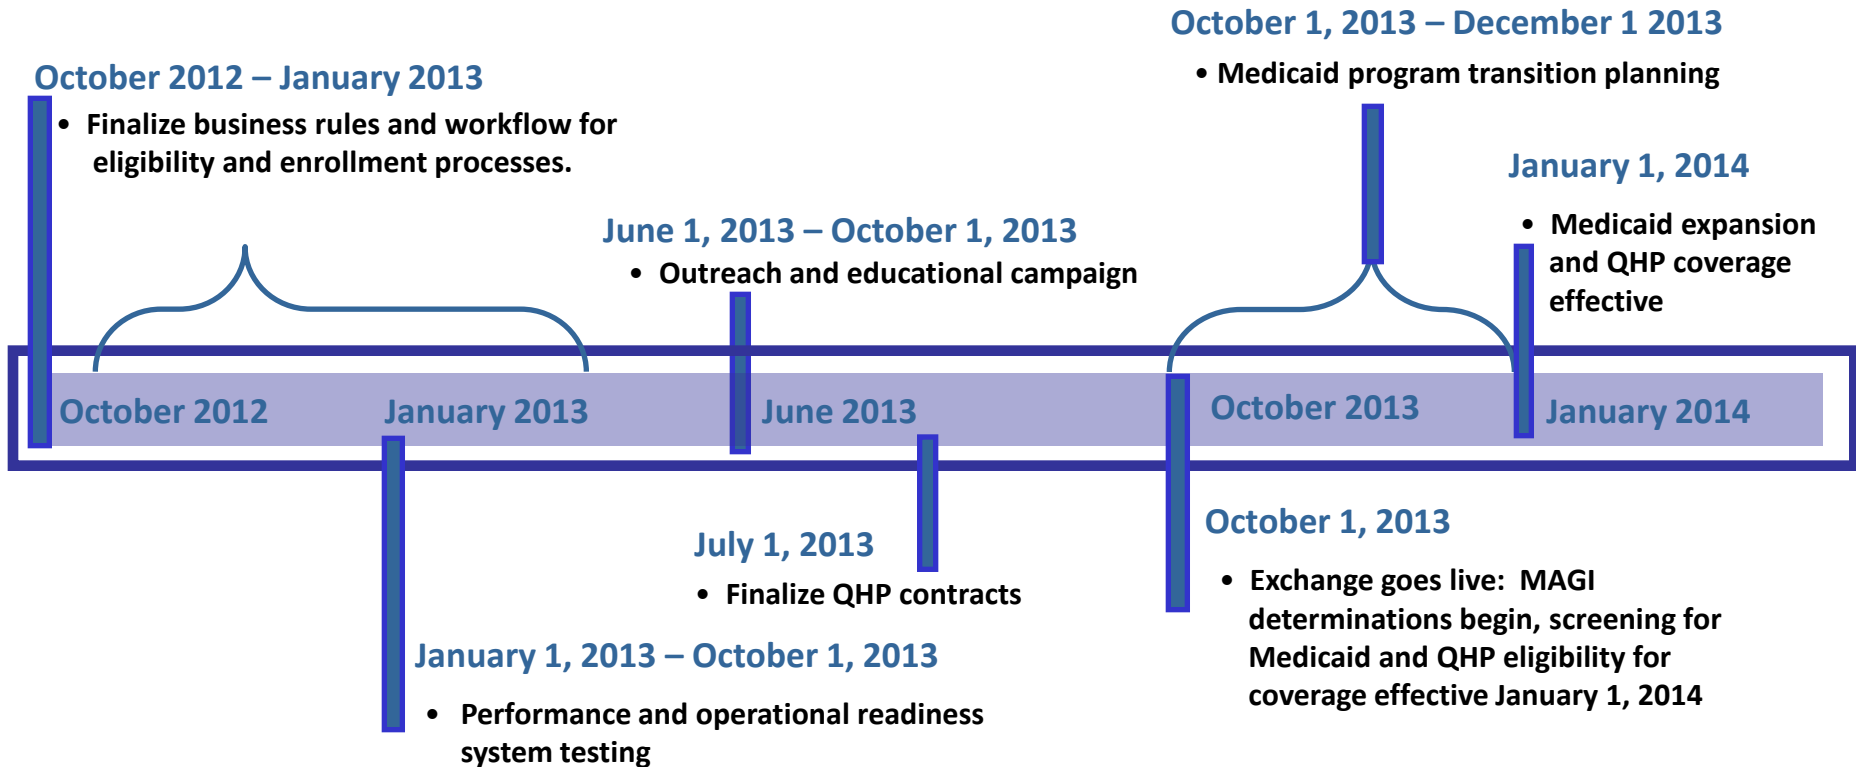 October 1, 2013 – December 1 2013
• Medicaid program transition planning
October 2012 – January 2013
• Finalize business rules and workflow for
eligibility and enrollment processes.
January 1, 2014
• Medicaid expansion
and QHP coverage
effective
June 1, 2013 – October 1, 2013
• Outreach and educational campaign
October 2012
January 2013
June 2013
October 2013
January 2014
October 1, 2013
• Exchange goes live: MAGI
determinations begin, screening for
Medicaid and QHP eligibility for
coverage effective January 1, 2014
July 1, 2013
• Finalize QHP contracts
January 1, 2013 – October 1, 2013
• Performance and operational readiness
system testing